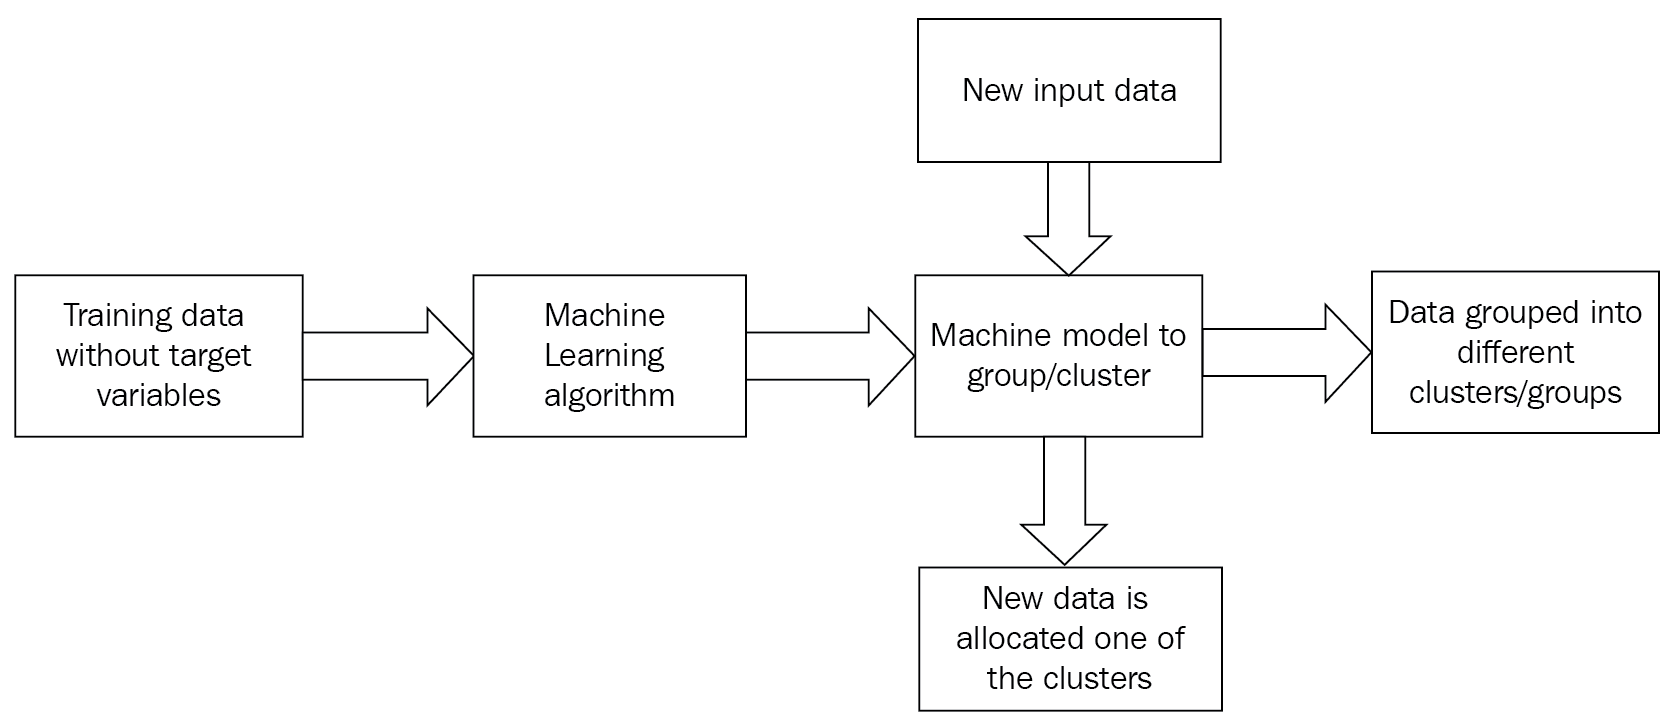 New input data
Training data
without target
variables
Machine
Learning
algorithm
Machine model to
group/cluster
Data grouped into
different
clusters/groups
New data is
allocated one of
the clusters